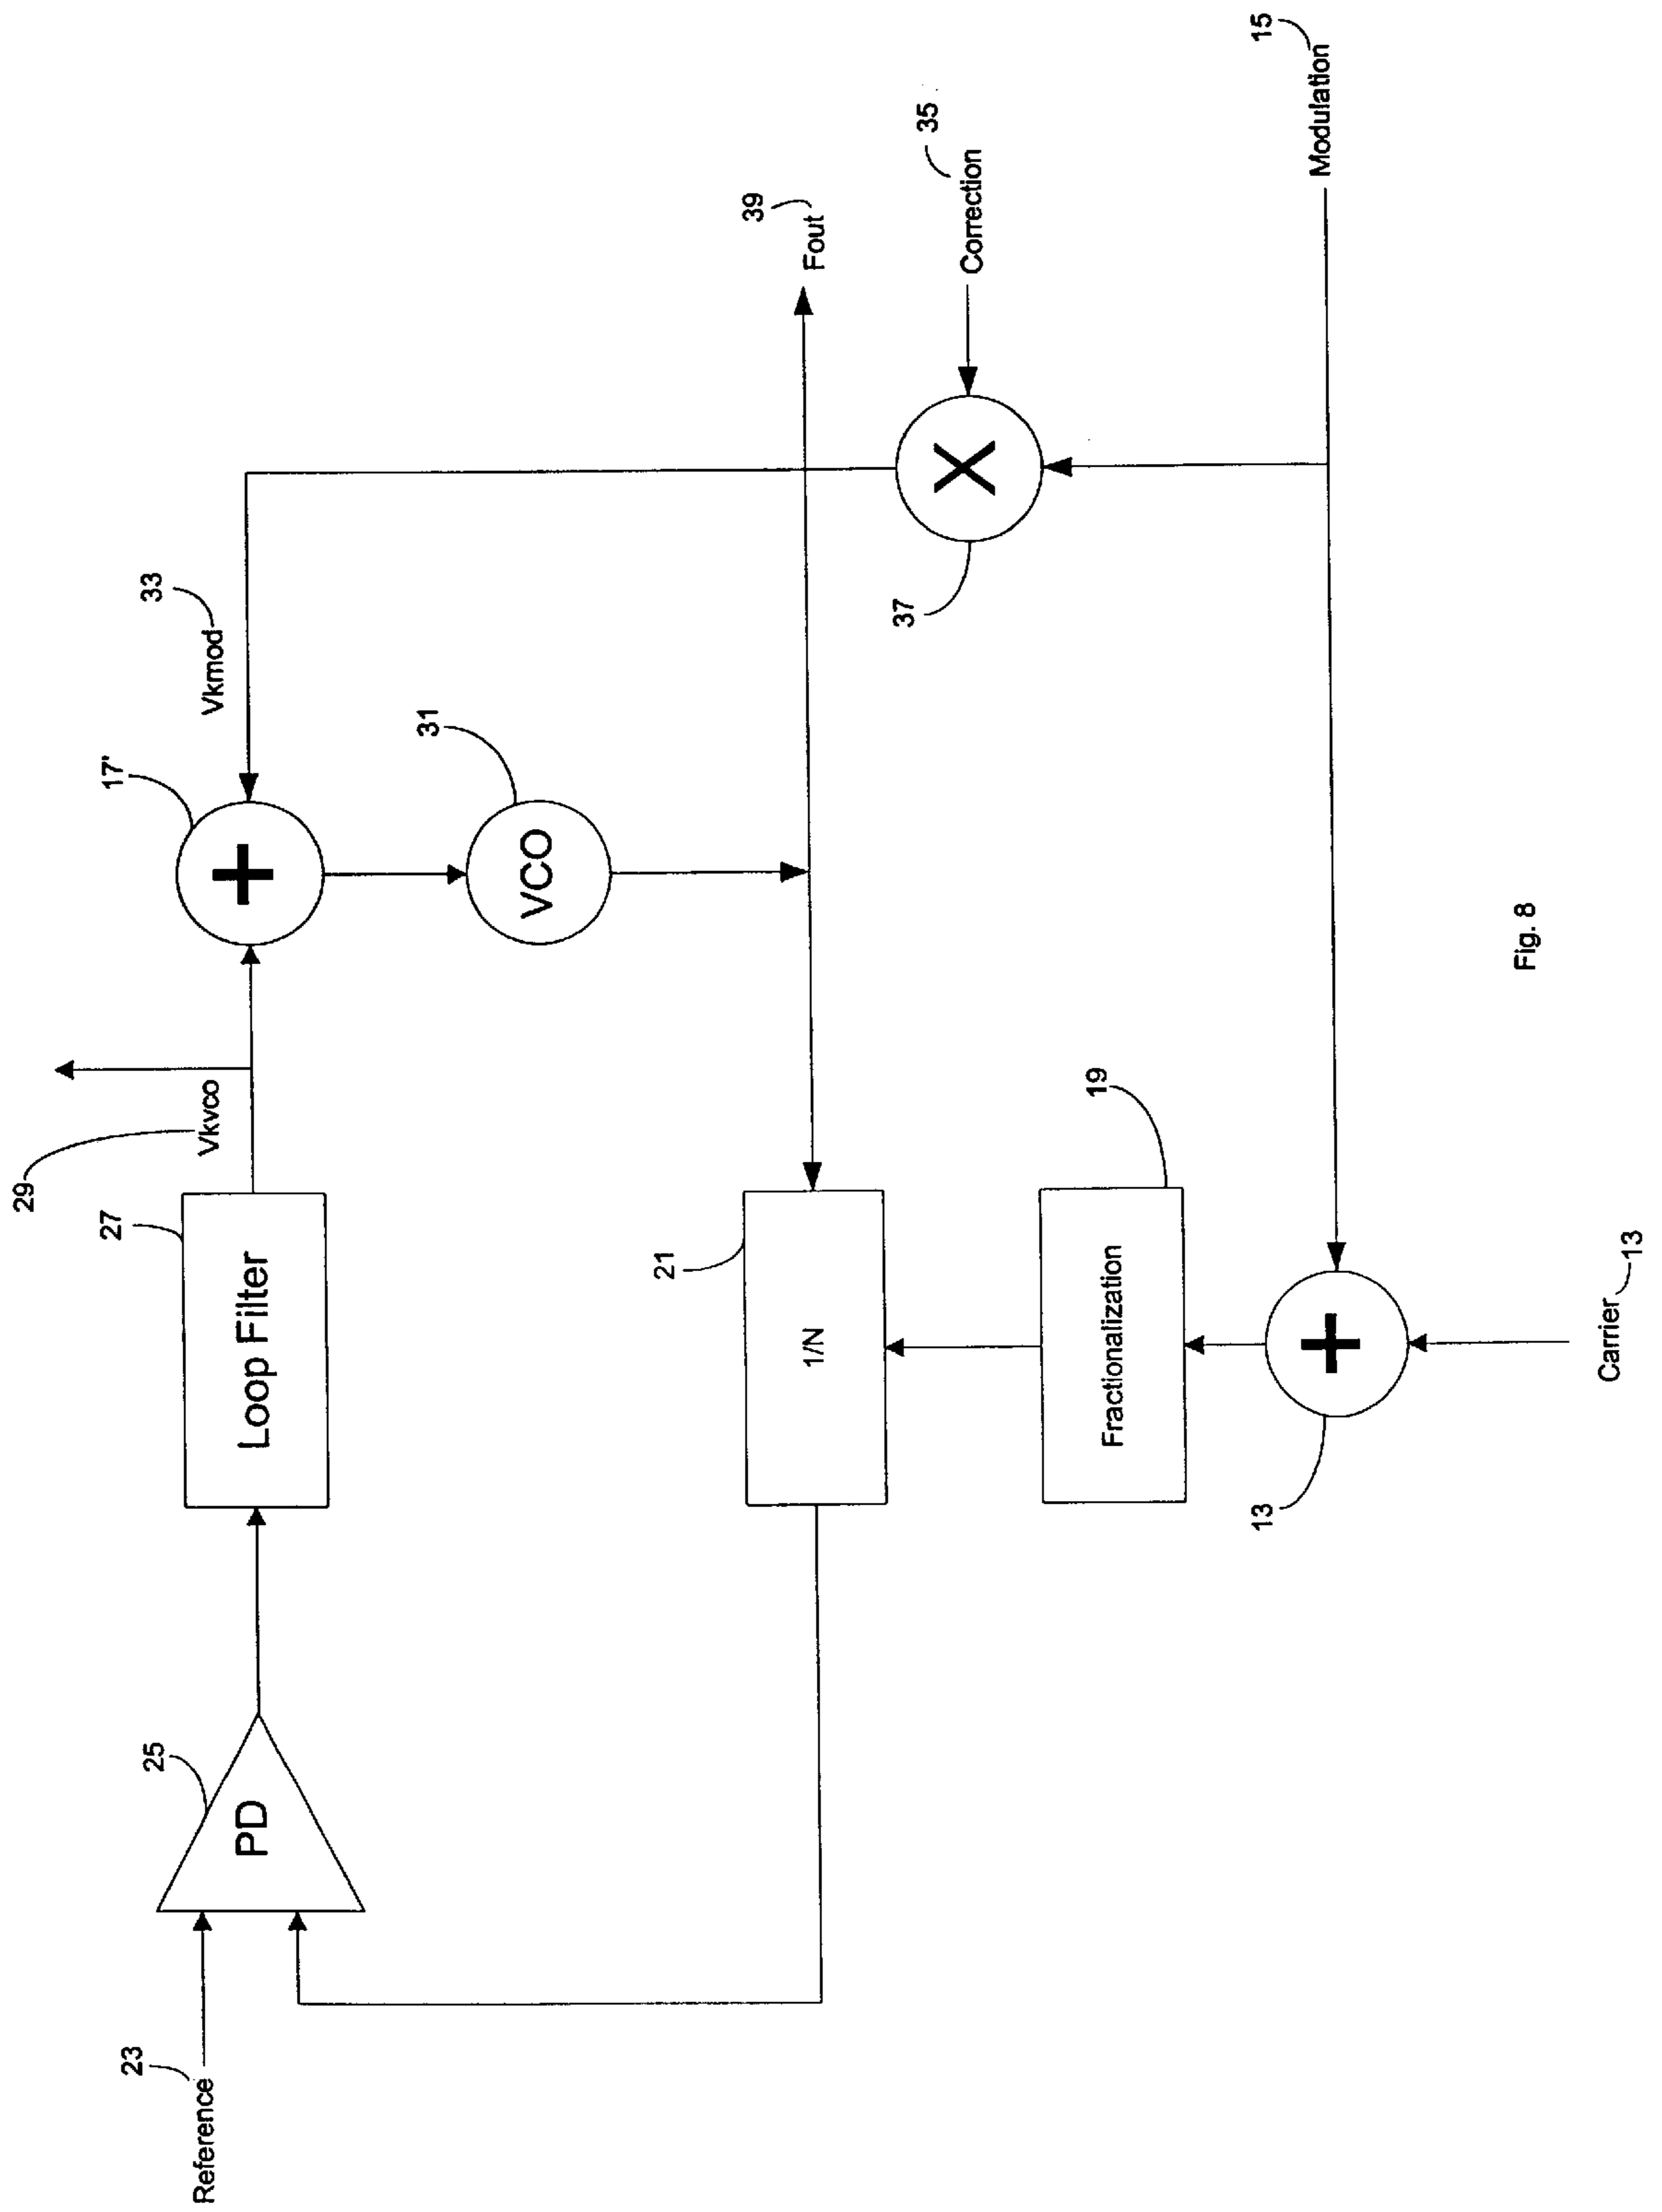 29
27
17'
23
25
33
Reference
Vkvco
Vkmod
PD
Loop Filter
+
31
VCO
21
39
1/N
Fout
37
35
X
Correction
19
Fractionalization
13
15
+
Modulation
Fig. 8
Carrier 13